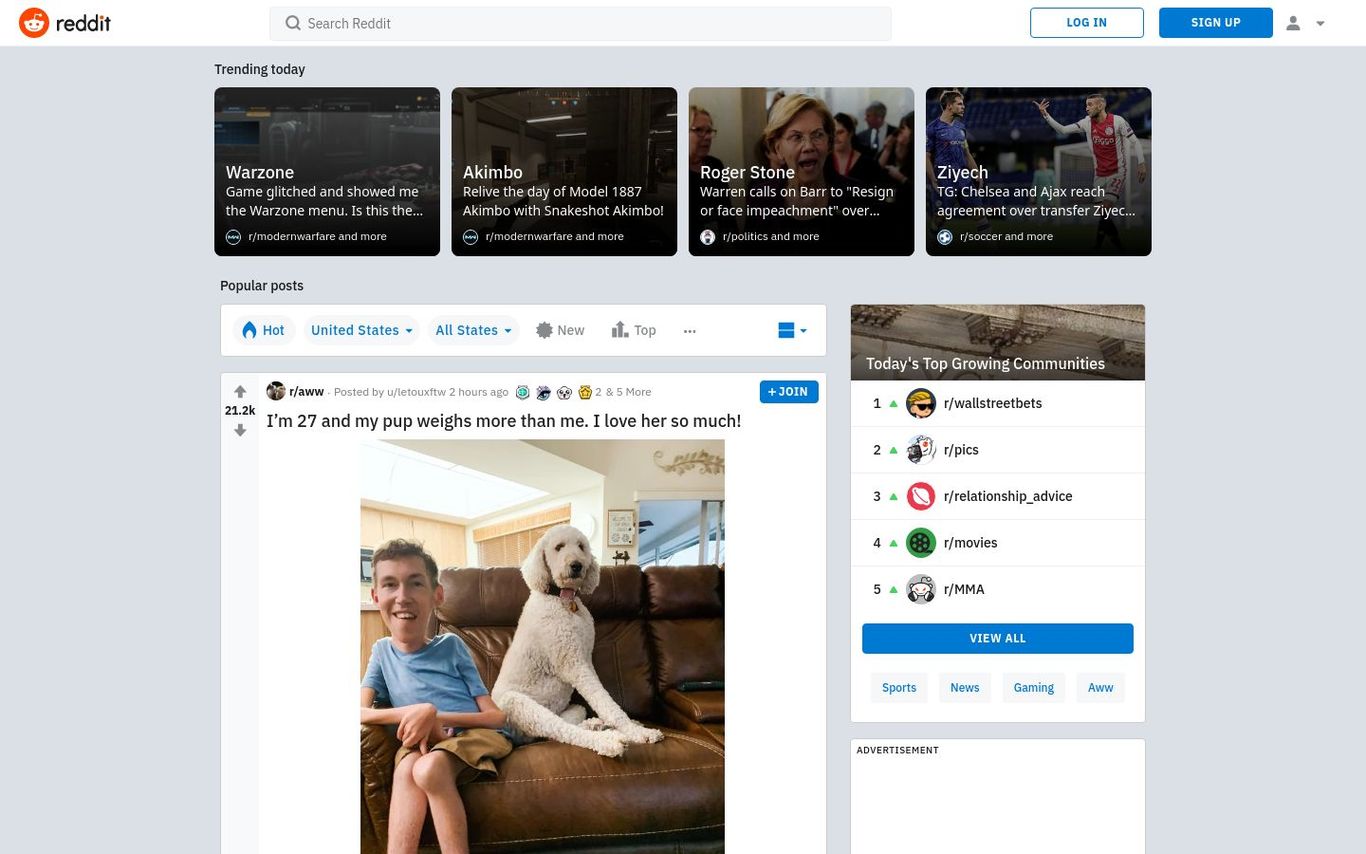 reddit
Search Reddit
LOG IN
SIGN UP
Trending today
Warzone
Game glitched and showed me
the Warzone menu. Is this the...
r/modernwarfare and more
Akimbo
Relive the day of Model 1887
Akimbo with Snakeshot Akimbo!
r/modernwarfare and more
Roger Stone
Warren calls on Barr to "Resign
or face impeachment" over...
r/politics and more
Ziyech
TG: Chelsea and Ajax reach
agreement over transfer Ziyec...
r/soccer and more
Popular posts
Hot
United States
All States
New
Top
...
21.2k
r/aww · Posted by u/letouxftw 2 hours ago 2 & 5 More
+ JOIN
I'm 27 and my pup weighs more than me. I love her so much!
Today's Top Growing Communities
1 r/wallstreetbets
2 r/pics
3 r/relationship_advice
4 r/movies
5 r/MMA
VIEW ALL
Sports
News
Gaming
Aww
ADVERTISEMENT